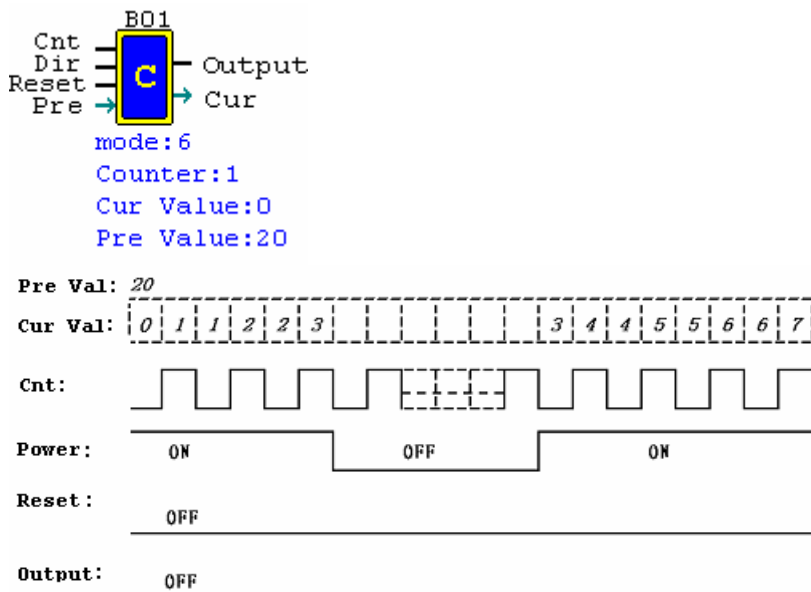 B01
Cnt
Dir
Reset
Pre
C
Output
Cur
mode:6
Counter:1
Cur Value:0
Pre Value:20
Pre Val: 20
Cur Val: 0 1 1 2 2 3 3 4 4 5 5 6 6 7
Cnt:
Power: ON OFF ON
Reset: OFF
Output: OFF